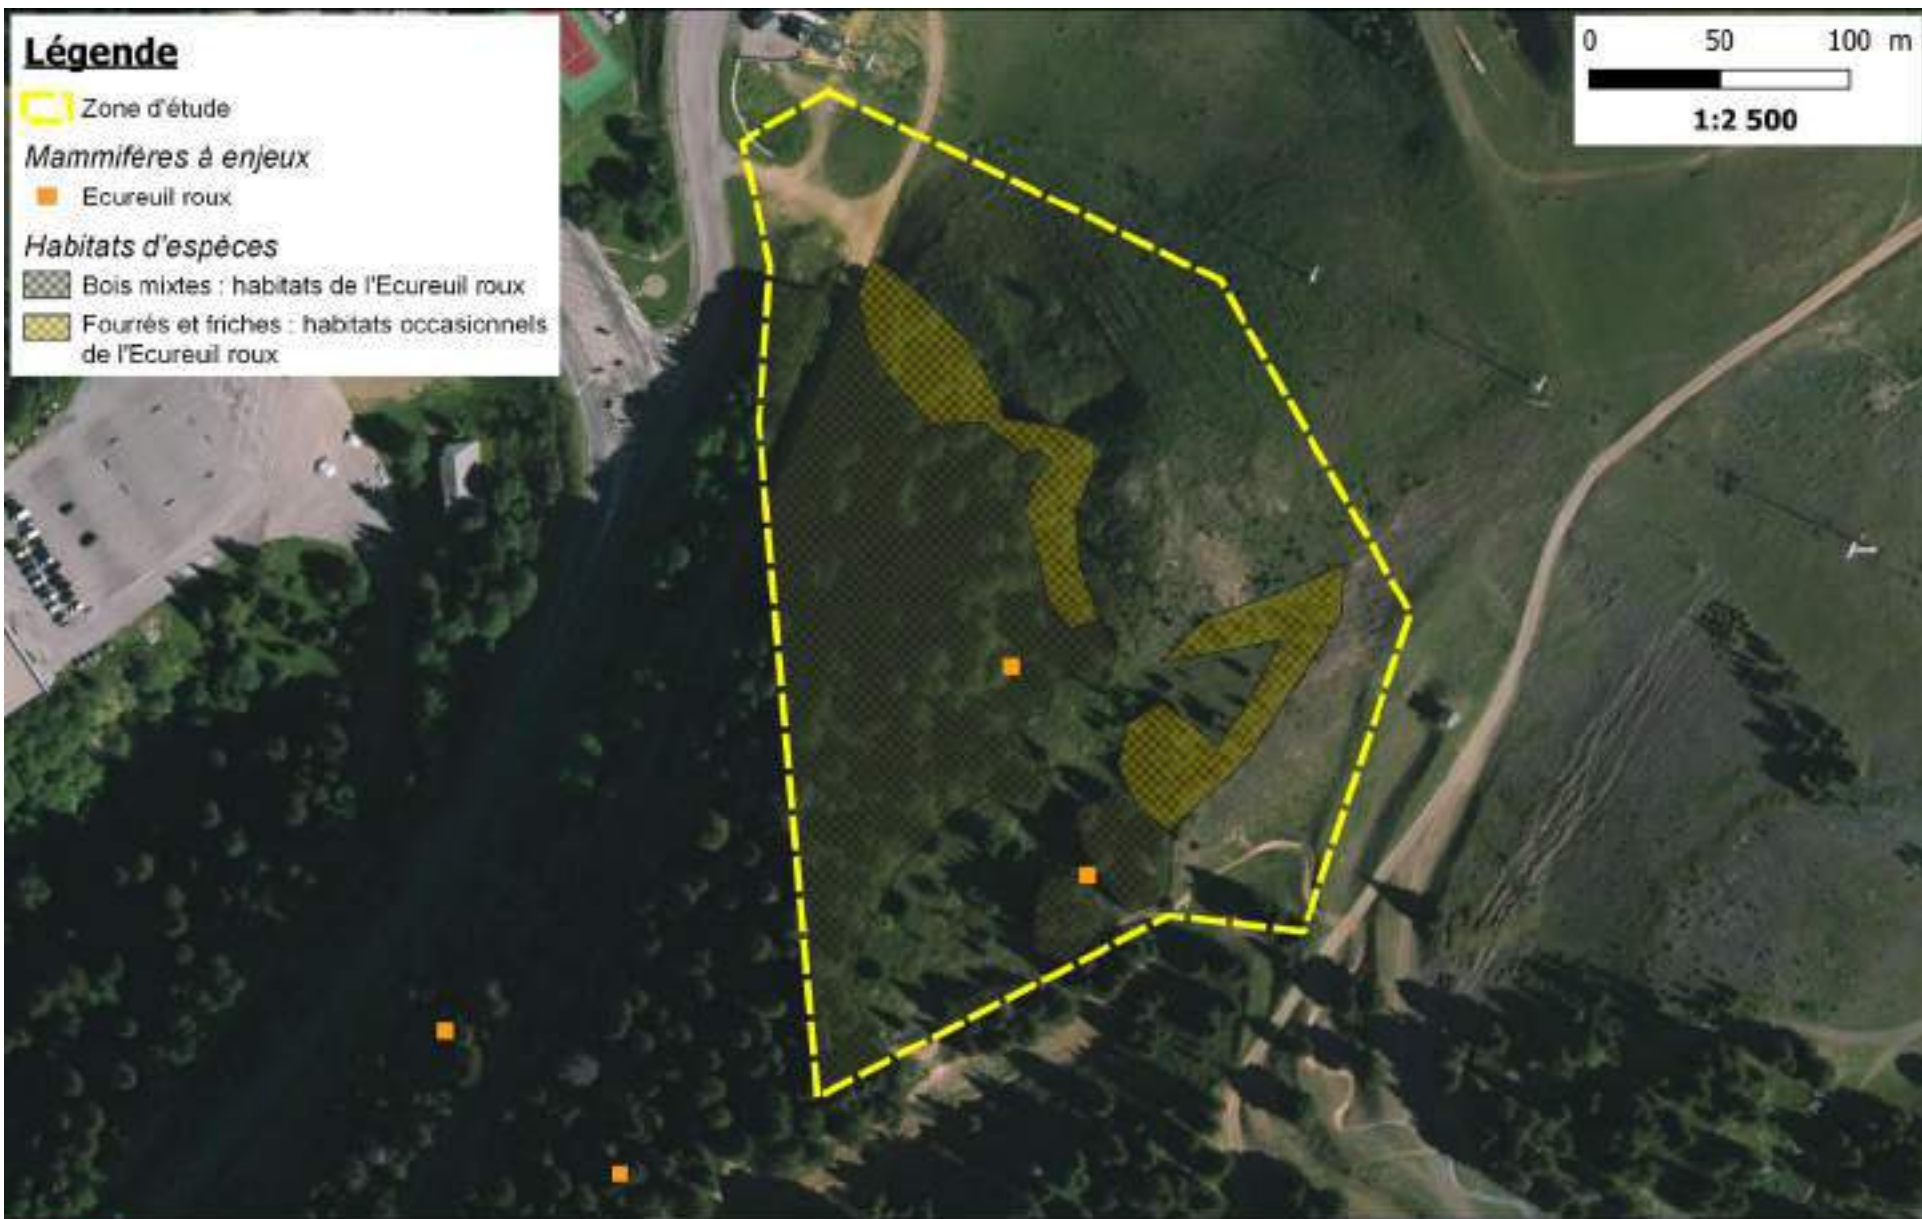 Légende
Zone d'étude
Mammifères à enjeux
Ecureuil roux
Habitats d'espèces
Bois mixtes : habitats de l'Ecureuil roux
Fourrés et friches : habitats occasionnels
de l'Ecureuil roux
0 50 100 m
1:2 500